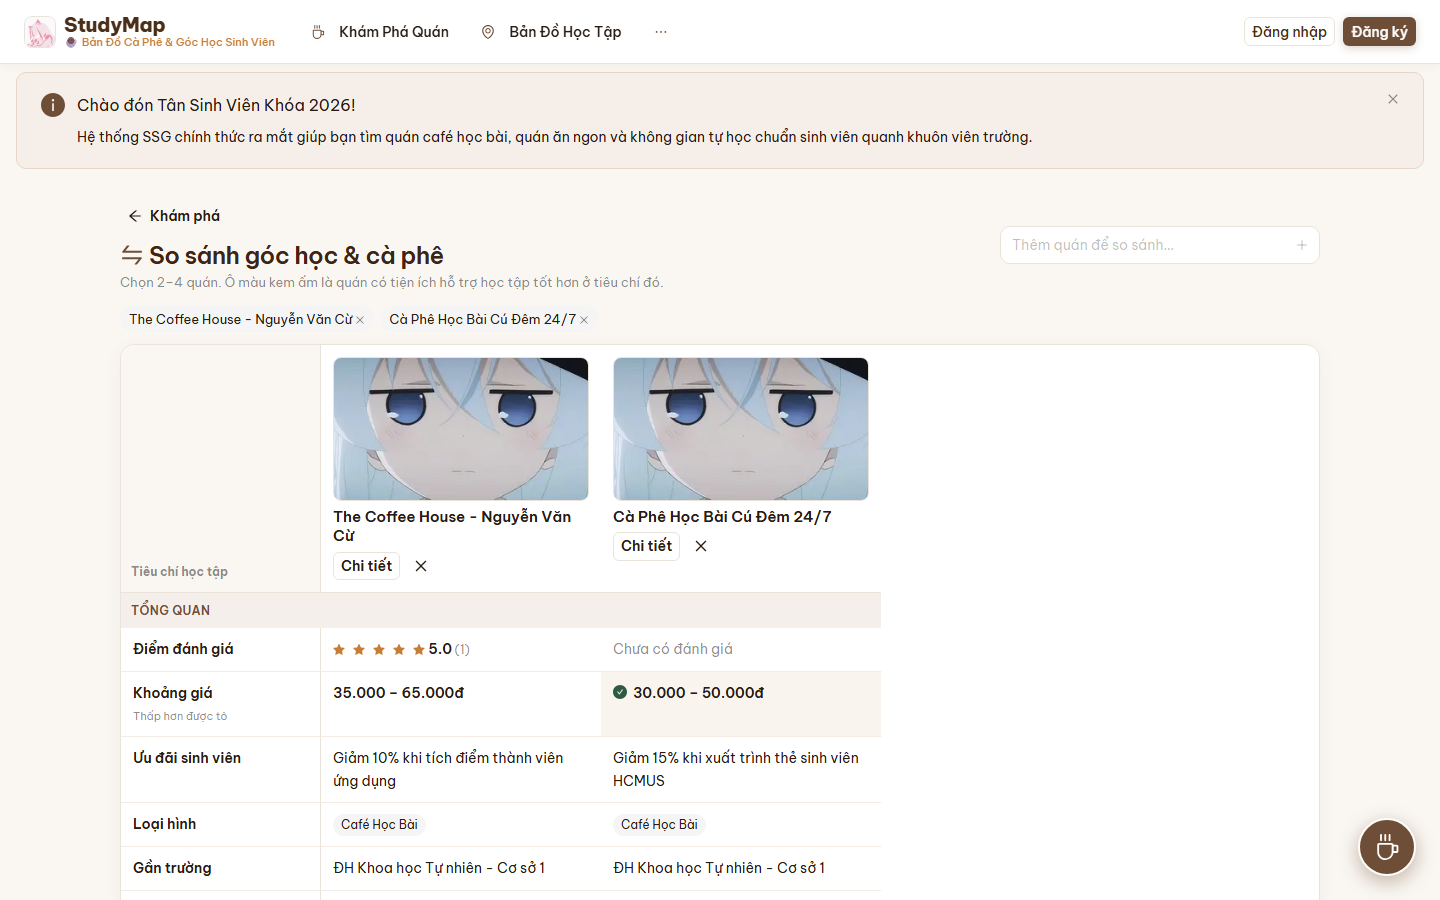 StudyMap
Bản Đồ Cà Phê & Góc Học Sinh Viên
Khám Phá Quán
Bản Đồ Học Tập
...
Đăng nhập
Đăng ký
Chào đón Tân Sinh Viên Khóa 2026!
Hệ thống SSG chính thức ra mắt giúp bạn tìm quán café học bài, quán ăn ngon và không gian tự học chuẩn sinh viên quanh khuôn viên trường.
Khám phá
So sánh góc học & cà phê
Thêm quán để so sánh...
Chọn 2–4 quán. Ô màu kem ấm là quán có tiện ích hỗ trợ học tập tốt hơn ở tiêu chí đó.
The Coffee House - Nguyễn Văn Cừ
Cà Phê Học Bài Cú Đêm 24/7
The Coffee House - Nguyễn Văn
Cừ
Chi tiết
Cà Phê Học Bài Cú Đêm 24/7
Chi tiết
Tiêu chí học tập
TỔNG QUAN
Điểm đánh giá
5.0 (1)
Chưa có đánh giá
Khoảng giá
Thấp hơn được tô
35.000 – 65.000đ
30.000 – 50.000đ
Ưu đãi sinh viên
Giảm 10% khi tích điểm thành viên
ứng dụng
Giảm 15% khi xuất trình thẻ sinh viên
HCMUS
Loại hình
Café Học Bài
Café Học Bài
Gần trường
ĐH Khoa học Tự nhiên - Cơ sở 1
ĐH Khoa học Tự nhiên - Cơ sở 1